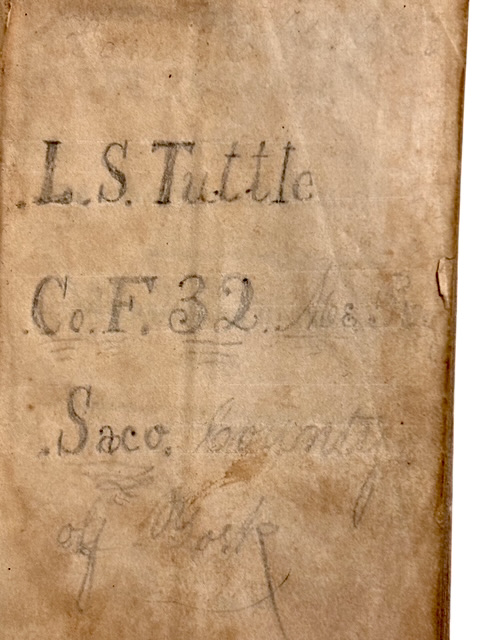 L. S. Tuttle
Co. F. 32. Me
Saco. County
of York